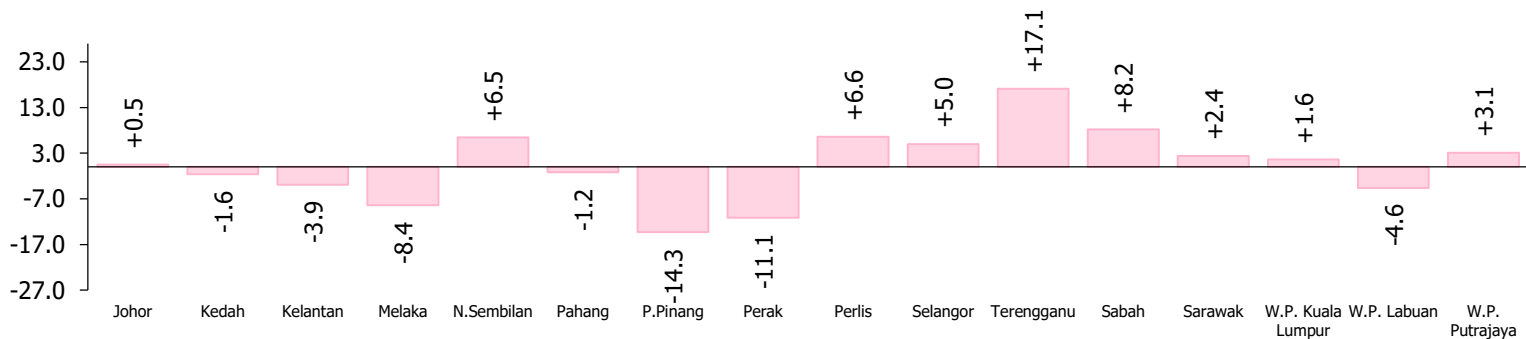 23.0
13.0
3.0
-7.0
-17.0
-27.0
+0.5
-1.6
-3.9
-8.4
+6.5
-1.2
-14.3
-11.1
+6.6
+5.0
+17.1
+8.2
+2.4
+1.6
-4.6
+3.1
Johor
Kedah
Kelantan
Melaka
N.Sembilan
Pahang
P.Pinang
Perak
Perlis
Selangor
Terengganu
Sabah
Sarawak
W.P. Kuala
Lumpur
W.P. Labuan
W.P.
Putrajaya